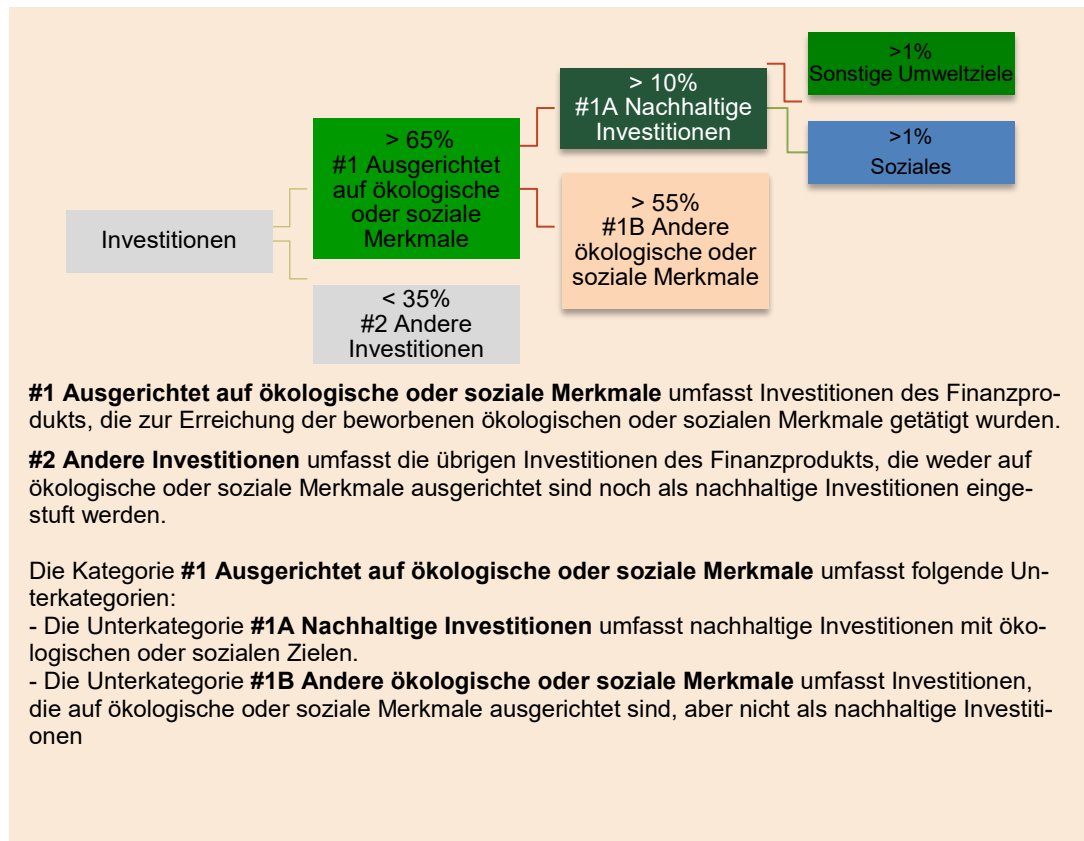 >1%
Sonstige Umweltziele
> 10%
#1A Nachhaltige
Investitionen
> 65%
#1 Ausgerichtet
auf ökologische
oder soziale
Merkmale
>1%
Soziales
> 55%
#1B Andere
ökologische oder
soziale Merkmale
Investitionen
< 35%
#2 Andere
Investitionen
#1 Ausgerichtet auf ökologische oder soziale Merkmale umfasst Investitionen des Finanzpro-
dukts, die zur Erreichung der beworbenen ökologischen oder sozialen Merkmale getätigt wurden.
#2 Andere Investitionen umfasst die übrigen Investitionen des Finanzprodukts, die weder auf
ökologische oder soziale Merkmale ausgerichtet sind noch als nachhaltige Investitionen einge-
stuft werden.
Die Kategorie #1 Ausgerichtet auf ökologische oder soziale Merkmale umfasst folgende Un-
terkategorien:
- Die Unterkategorie #1A Nachhaltige Investitionen umfasst nachhaltige Investitionen mit öko-
logischen oder sozialen Zielen.
- Die Unterkategorie #1B Andere ökologische oder soziale Merkmale umfasst Investitionen,
die auf ökologische oder soziale Merkmale ausgerichtet sind, aber nicht als nachhaltige Investiti-
onen